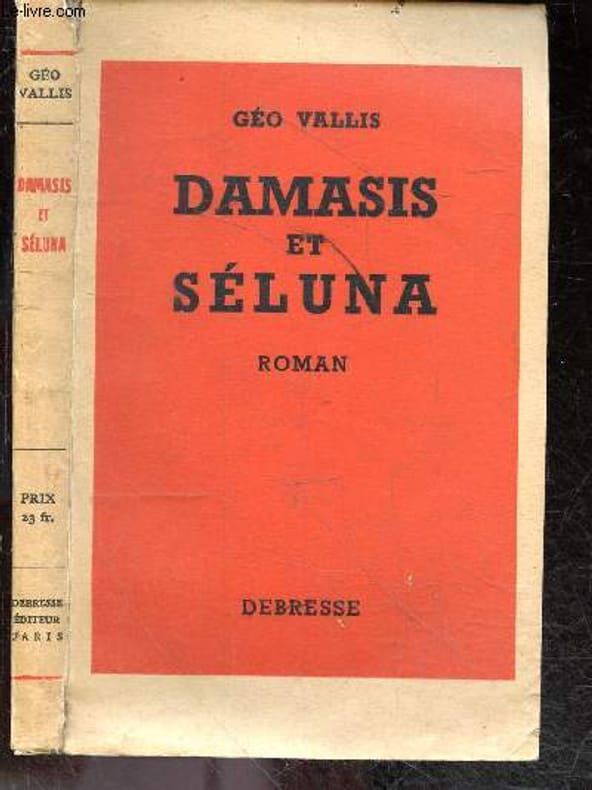 le-livre.com
GÉO
VALLIS
DAMASIS
ET
SÉLUNA
PRIX
23 fr.
DEBRESSE
ÉDITEUR
PARIS
GÉO VALLIS
DAMASIS
ET
SÉLUNA
ROMAN
DEBRESSE